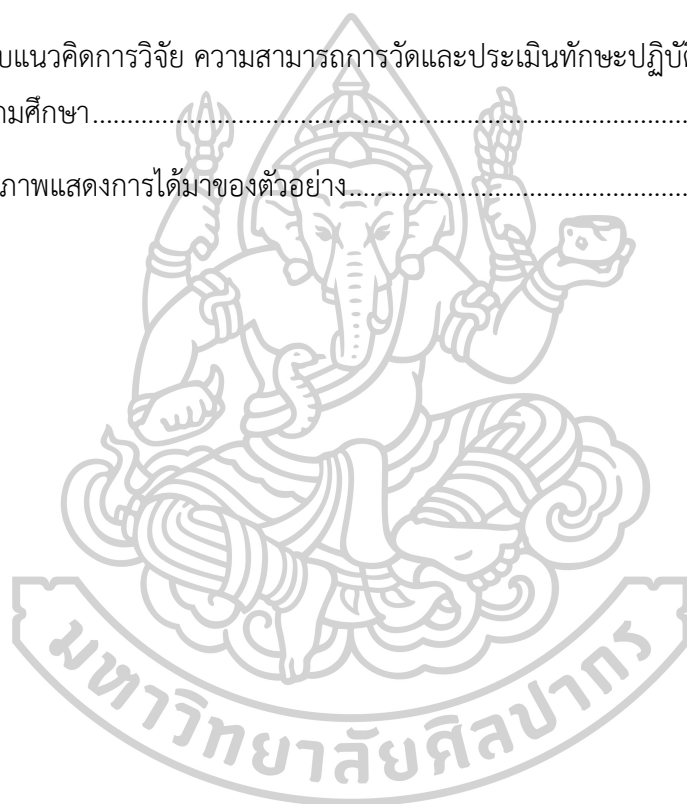 บแนวคิดการวิจัย ความสามารถการวัดและประเมินทักษะปฏิบัติ
ามศึกษา.......................................................................................................
ภาพแสดงการได้มาของตัวอย่าง..........................................................
มหาวิทยาลัยศิลปากร